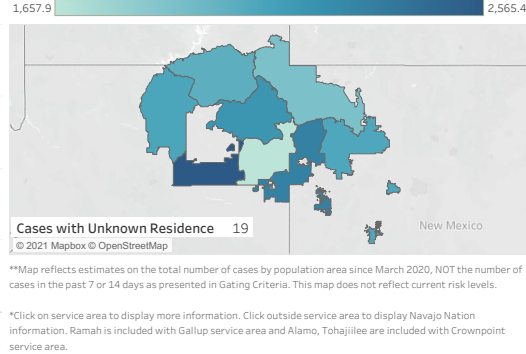 1,657.9 2,565.4
Cases with Unknown Residence 19
New Mexico
© 2021 Mapbox © OpenStreetMap
**Map reflects estimates on the total number of cases by population area since March 2020, NOT the number of
cases in the past 7 or 14 days as presented in Gating Criteria. This map does not reflect current risk levels.
*Click on service area to display more information. Click outside service area to display Navajo Nation
information. Ramah is included with Gallup service area and Alamo, Tohajiilee are included with Crownpoint
service area.